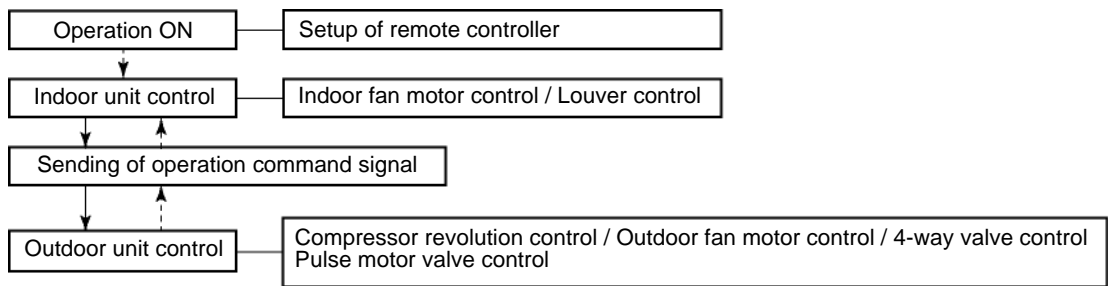 Operation ON
Setup of remote controller
Indoor unit control
Indoor fan motor control / Louver control
Sending of operation command signal
Outdoor unit control
Compressor revolution control / Outdoor fan motor control / 4-way valve control
Pulse motor valve control